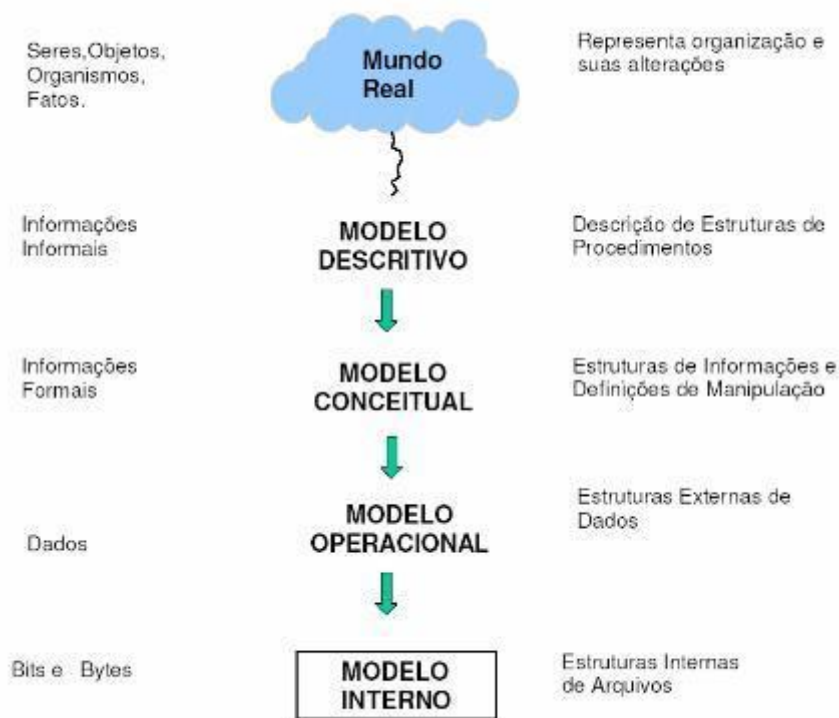 Seres,Objetos,
Organismos,
Fatos.
Mundo
Real
Representa organização e
suas alterações
Informações
Informais
MODELO
DESCRITIVO
Descrição de Estruturas de
Procedimentos
Informações
Formais
MODELO
CONCEITUAL
Estruturas de Informações e
Definições de Manipulação
Dados
MODELO
OPERACIONAL
Estruturas Externas de
Dados
Bits e Bytes
MODELO
INTERNO
Estruturas Internas
de Arquivos